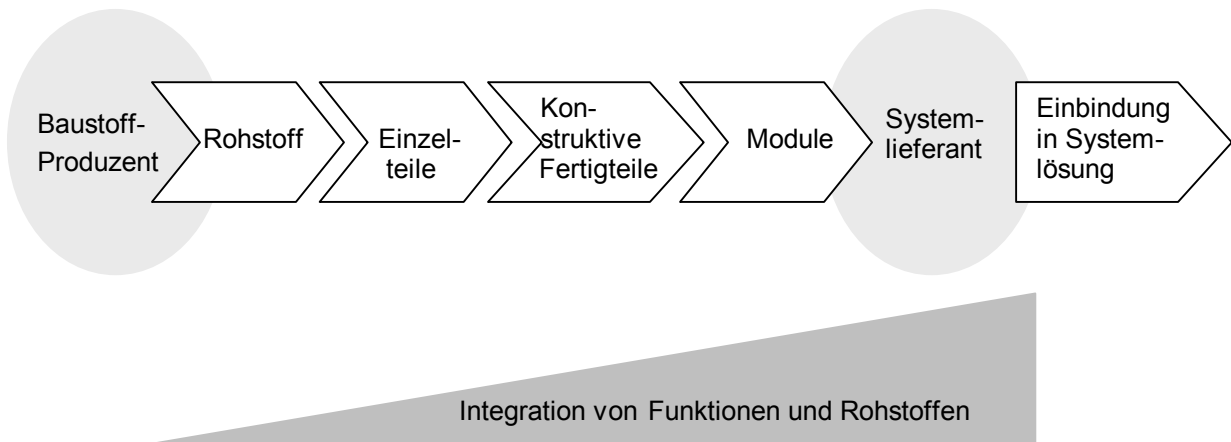 Baustoff-
Produzent
Rohstoff
Einzel-
teile
Kon-
struktive
Fertigteile
Module
System-
lieferant
Einbindung
in System-
lösung
Integration von Funktionen und Rohstoffen